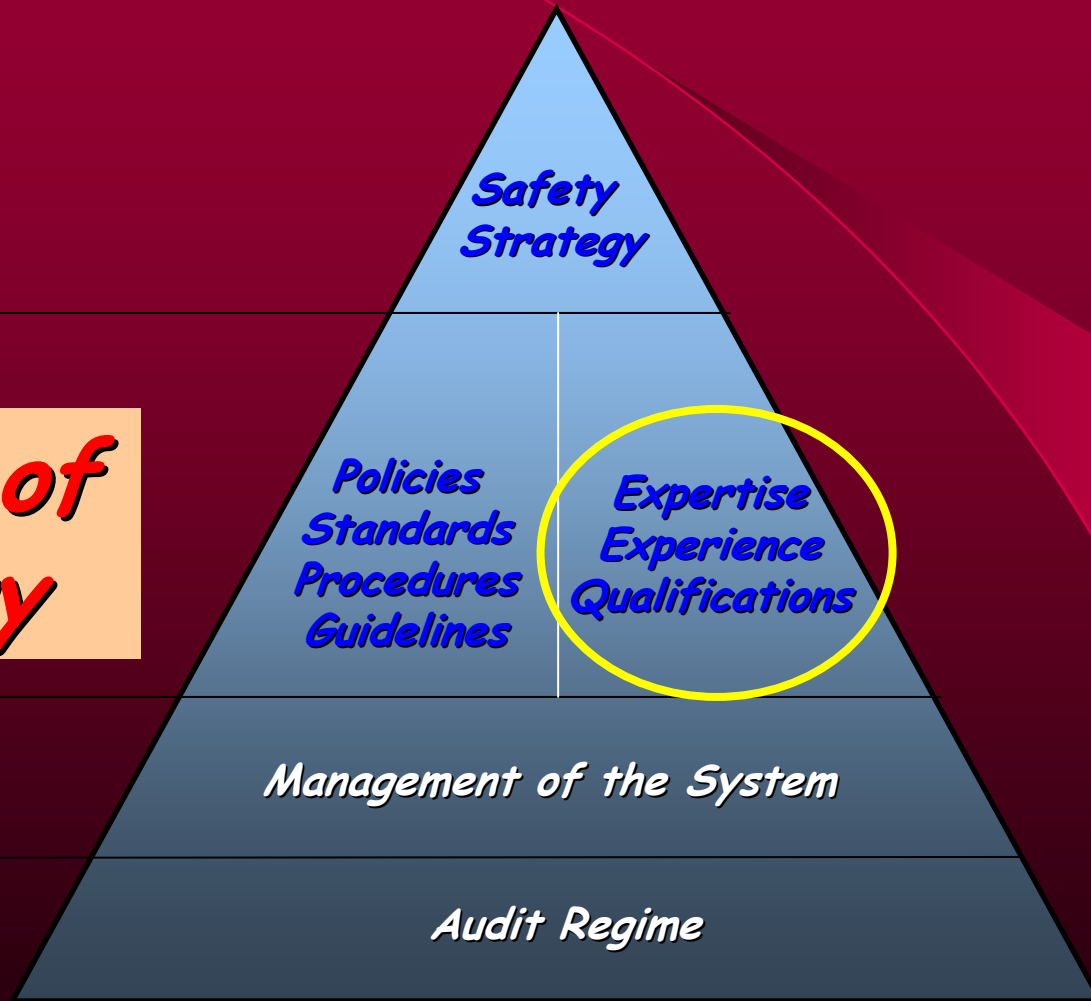 Safety
Strategy
of
y
Policies
Standards
Procedures
Guidelines
Expertise
Experience
Qualifications
Management of the System
Audit Regime